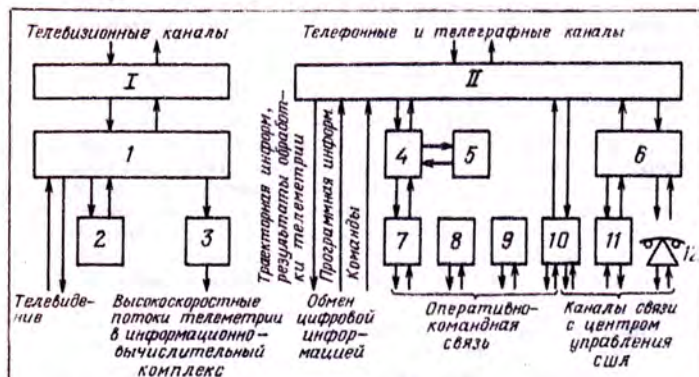 Телевизионные каналы
Телефонные и телеграфные каналы
I
II
1
Траекторная информ,
результаты обработ-
ки телеметрии
Программная информ.
Команды
4
5
6
2
3
7
8
9
10
11
12
Телевиде-
ние
Высокоскоростные
потоки телеметрии
в информационно-
вычислительный
комплекс
Обмен
цифровой
инфор-
мацией
Оперативно-
командная
связь
Каналы связи
с центром
управления
США